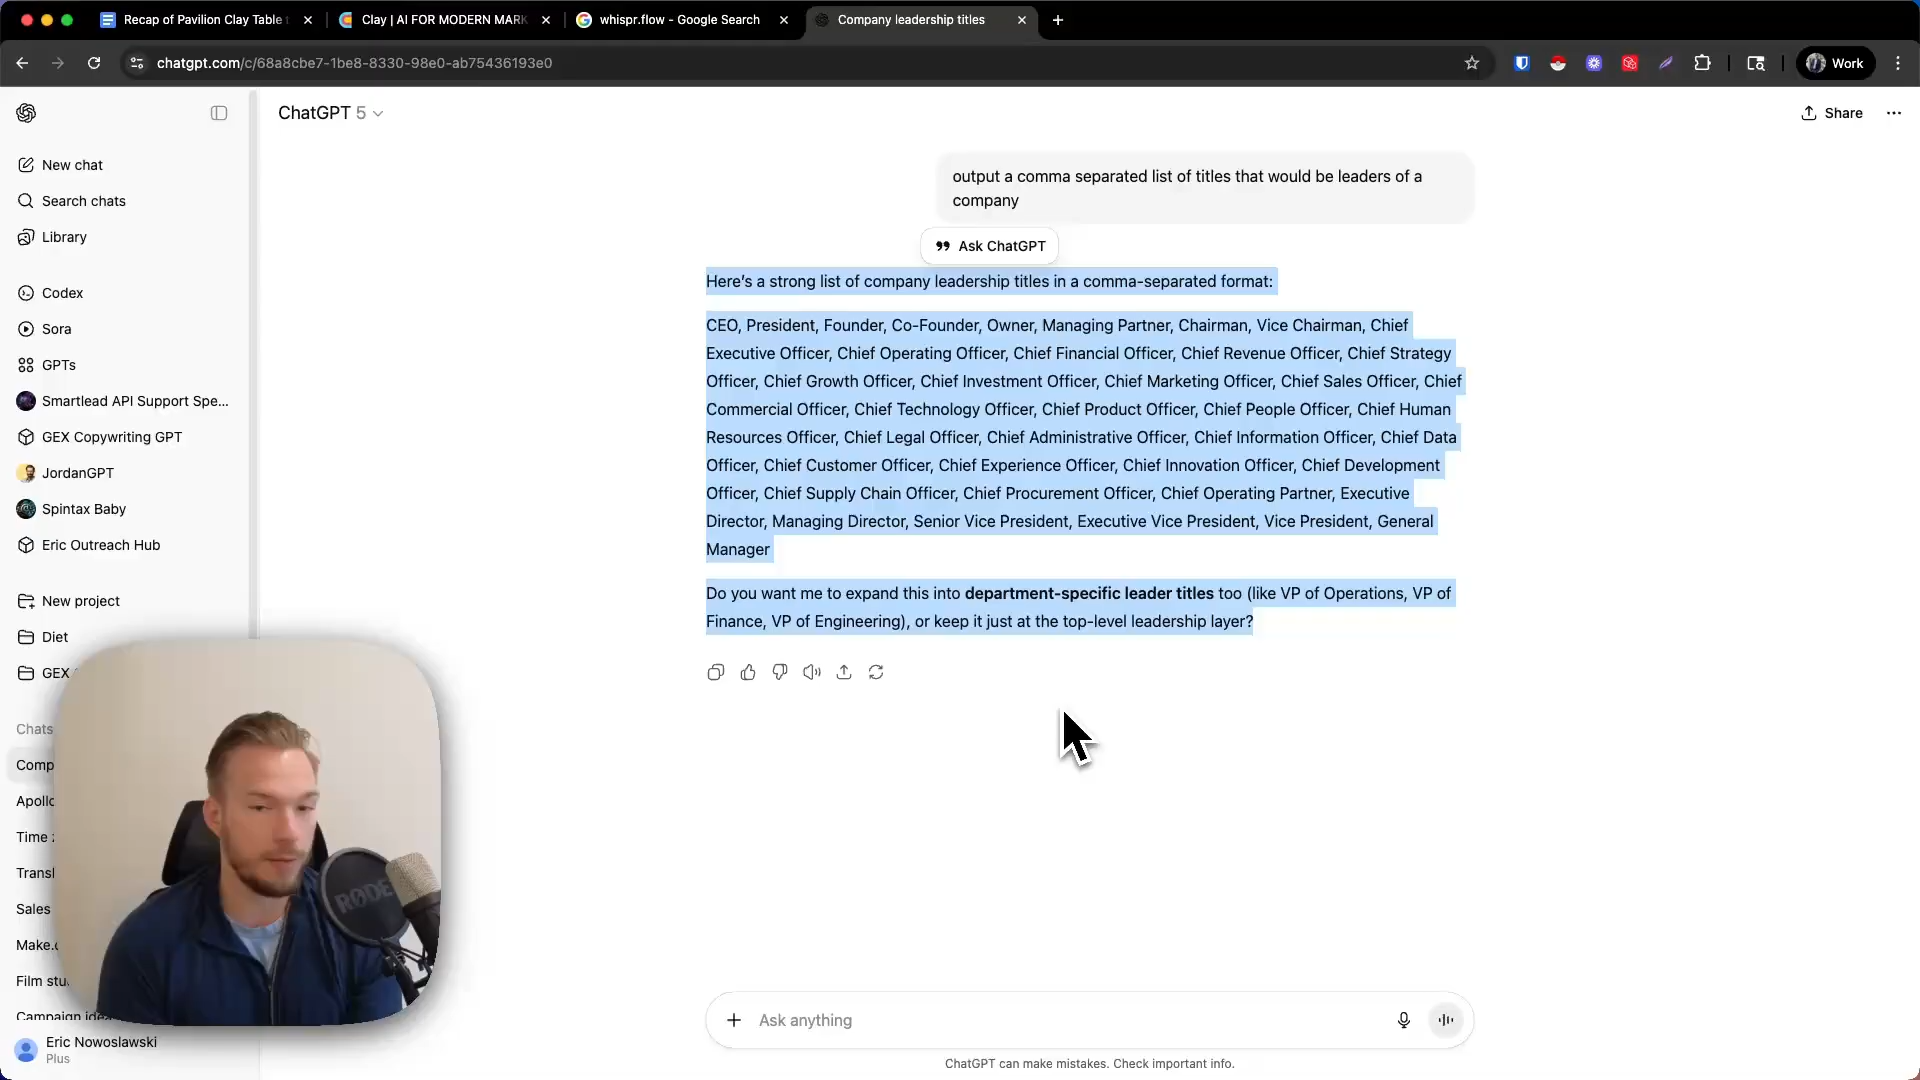 Recap of Pavilion Clay Table
Clay | AI FOR MODERN MARK
whispr.flow - Google Search
Company leadership titles
chatgpt.com/c/68a8cbe7-1be8-8330-98e0-ab75436193e0
Work
ChatGPT 5
Share
New chat
Search chats
Library
Codex
Sora
GPTs
Smartlead API Support Spe...
GEX Copywriting GPT
JordanGPT
Spintax Baby
Eric Outreach Hub
New project
Diet
GEX
Chats
Comp
Apollo
Time
Transl
Sales
Make.c
Film stu
Campaign idea
Eric Nowoslawski
Plus
output a comma separated list of titles that would be leaders of a
company
Ask ChatGPT
Here's a strong list of company leadership titles in a comma-separated format:
CEO, President, Founder, Co-Founder, Owner, Managing Partner, Chairman, Vice Chairman, Chief
Executive Officer, Chief Operating Officer, Chief Financial Officer, Chief Revenue Officer, Chief Strategy
Officer, Chief Growth Officer, Chief Investment Officer, Chief Marketing Officer, Chief Sales Officer, Chief
Commercial Officer, Chief Technology Officer, Chief Product Officer, Chief People Officer, Chief Human
Resources Officer, Chief Legal Officer, Chief Administrative Officer, Chief Information Officer, Chief Data
Officer, Chief Customer Officer, Chief Experience Officer, Chief Innovation Officer, Chief Development
Officer, Chief Supply Chain Officer, Chief Procurement Officer, Chief Operating Partner, Executive
Director, Managing Director, Senior Vice President, Executive Vice President, Vice President, General
Manager
Do you want me to expand this into department-specific leader titles too (like VP of Operations, VP of
Finance, VP of Engineering), or keep it just at the top-level leadership layer?
RØDE
Ask anything
ChatGPT can make mistakes. Check important info.